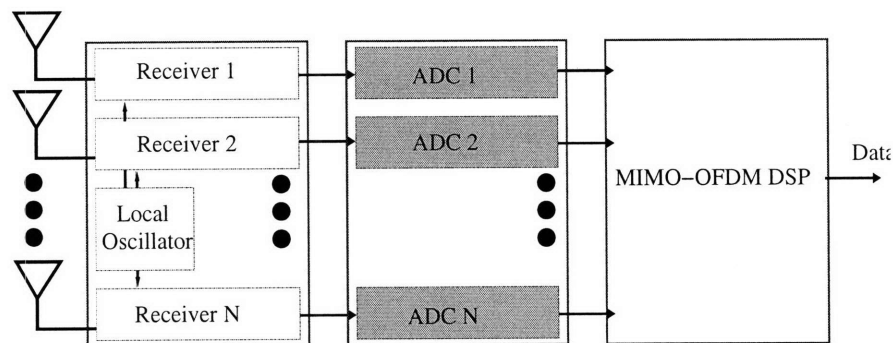 Receiver 1
ADC 1
Receiver 2
ADC 2
Data
MIMO-OFDM DSP
Local
Oscillator
Receiver N
ADC N